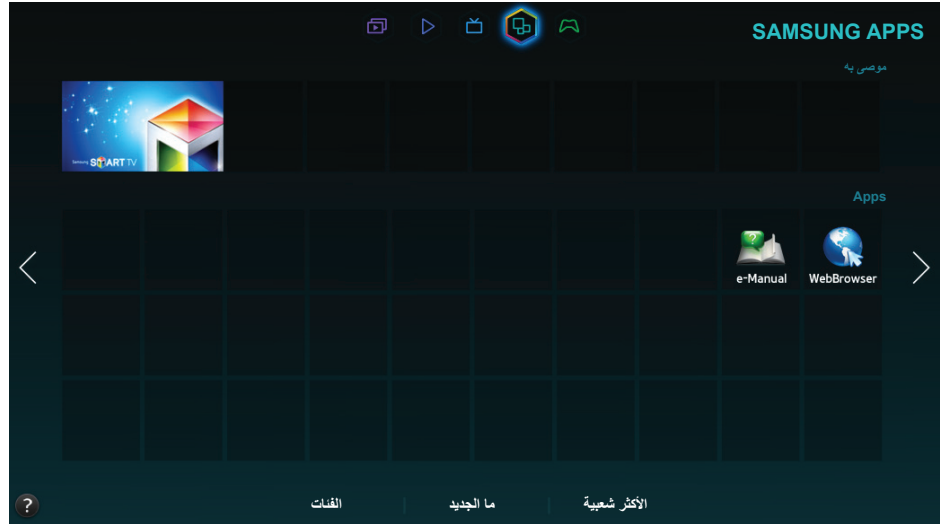 SAMSUNG APPS
موصى به
Samsung SMART TV
Apps
e-Manual
WebBrowser
الأكثر شعبية
ما الجديد
الفئات
?